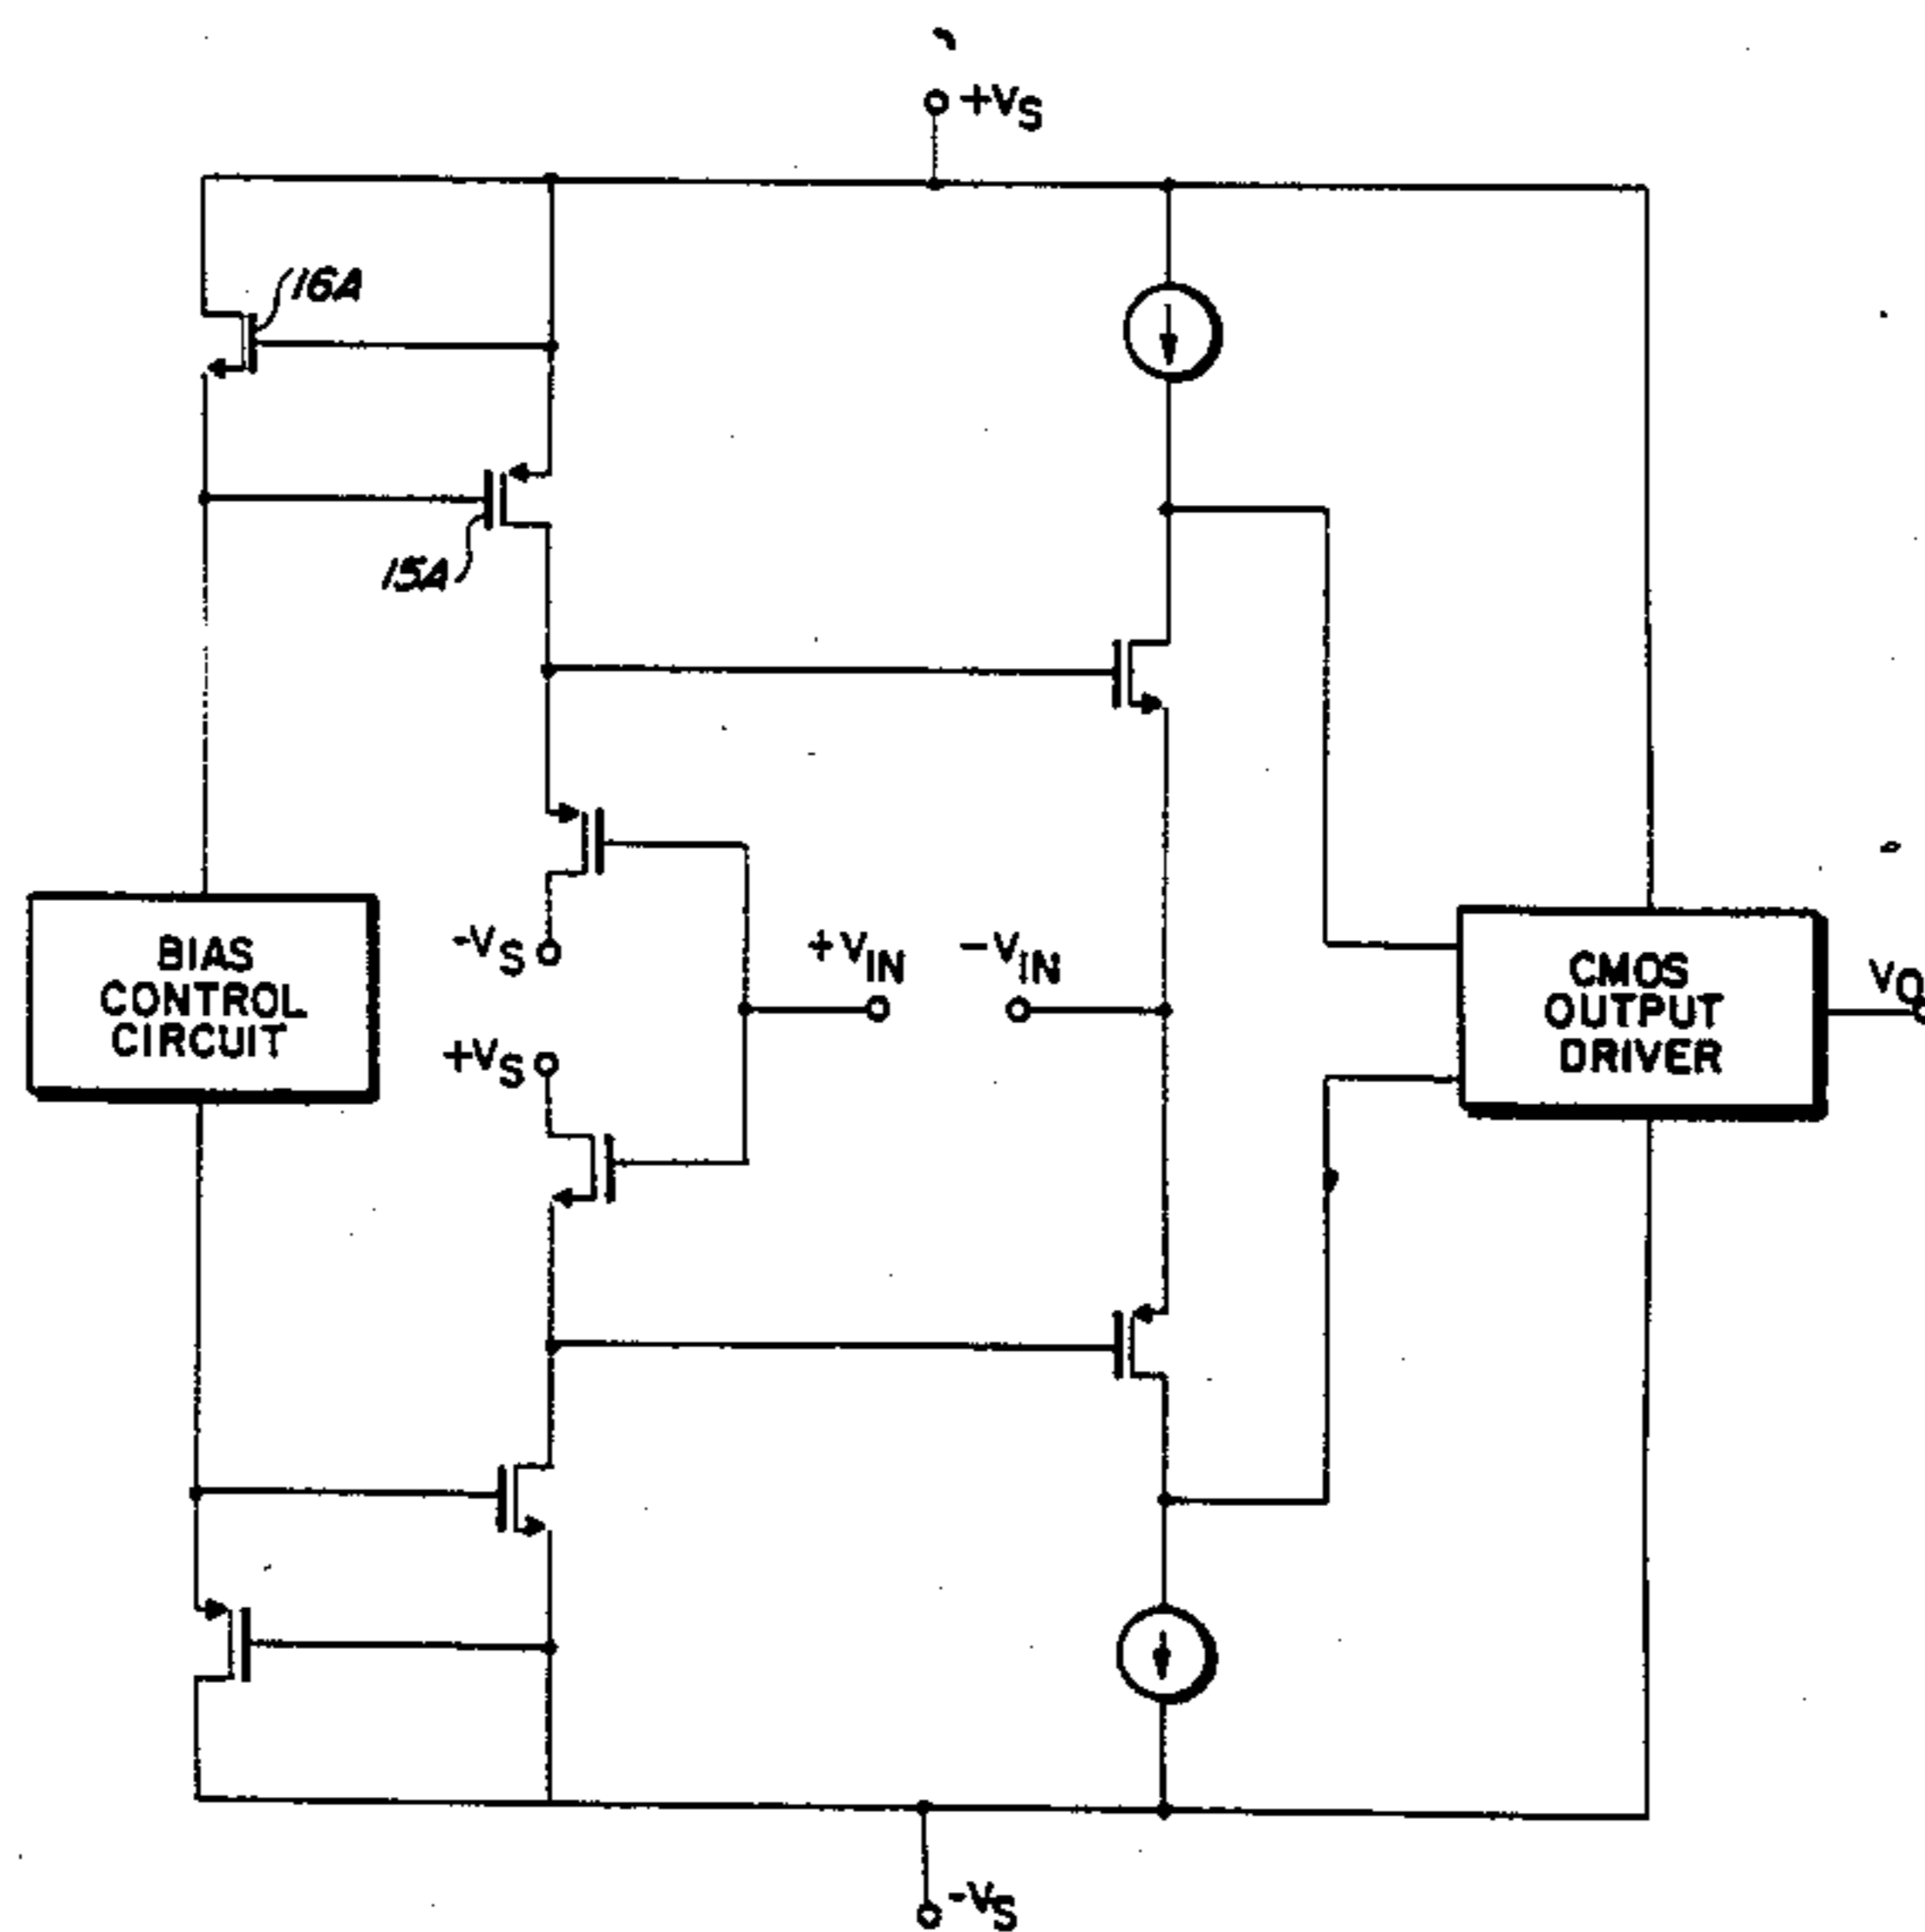 +VS
16A
15A
BIAS
CONTROL
CIRCUIT
-VS
+VS
+VIN
-VIN
CMOS
OUTPUT
DRIVER
VO
-VS